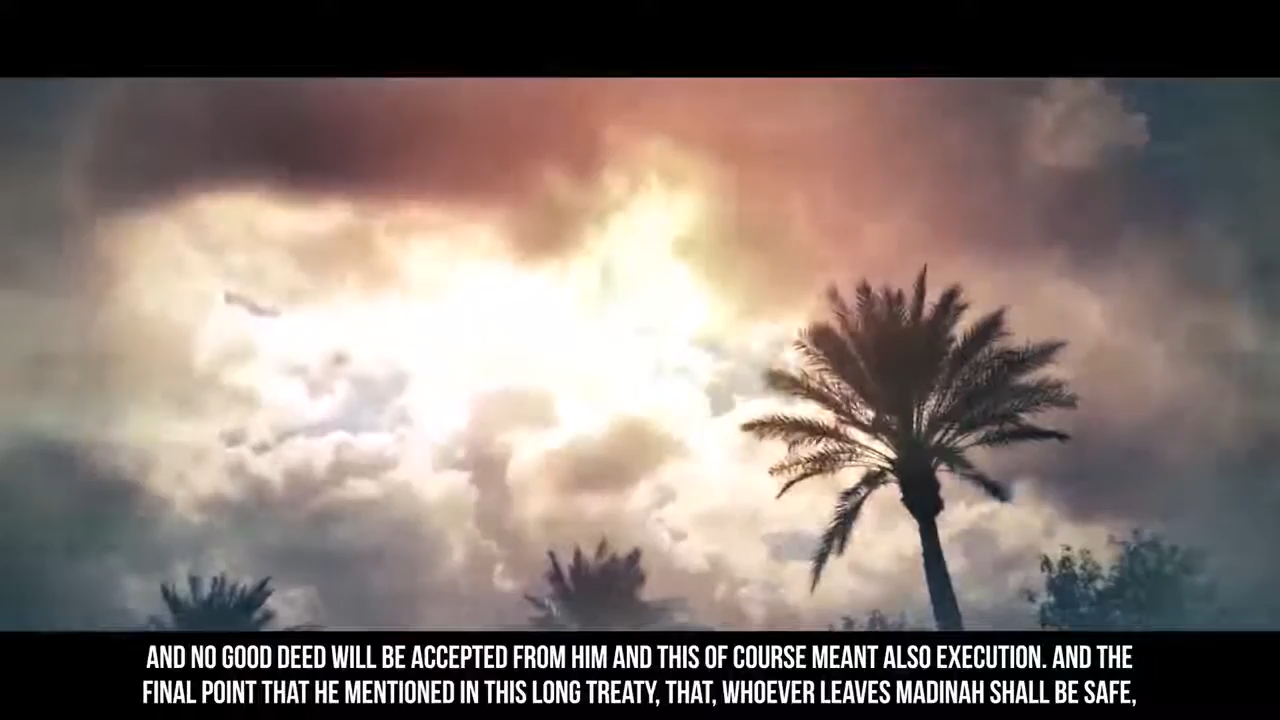 AND NO GOOD DEED WILL BE ACCEPTED FROM HIM AND THIS OF COURSE MEANT ALSO EXECUTION. AND THE
FINAL POINT THAT HE MENTIONED IN THIS LONG TREATY, THAT, WHOEVER LEAVES MADINAH SHALL BE SAFE,